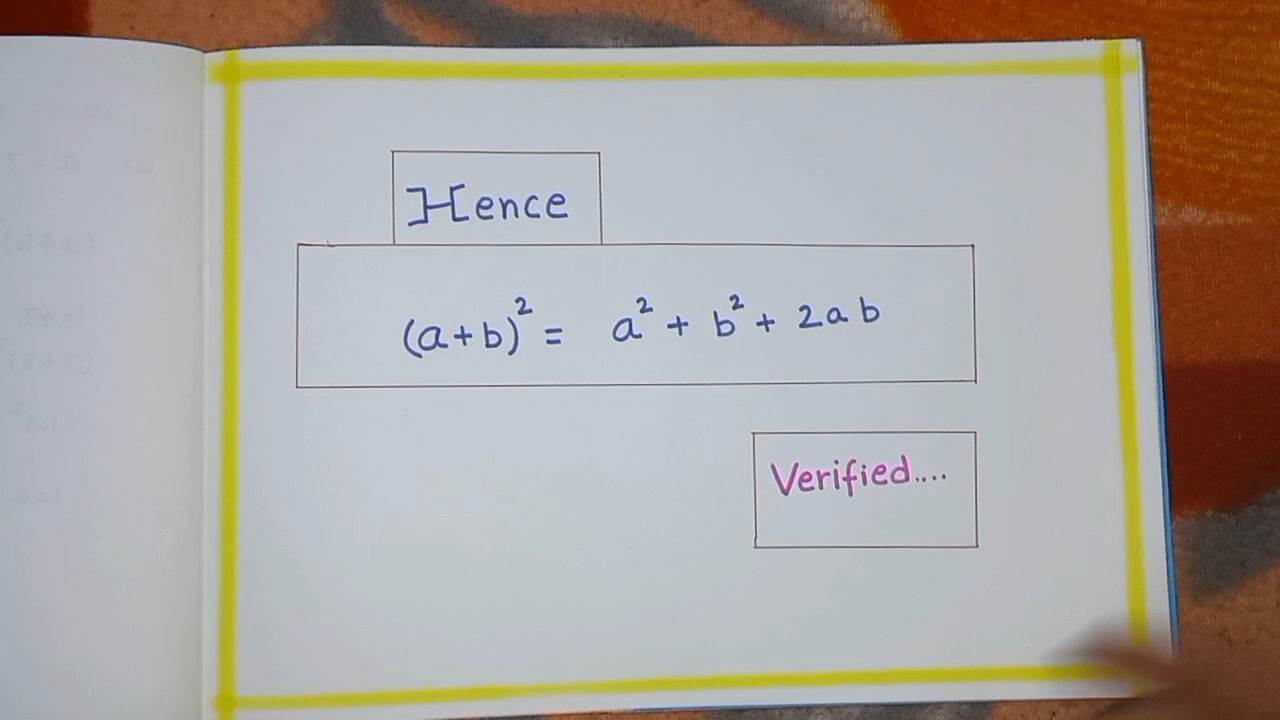 Hence
(a+b)² = a² + b² + 2ab
Verified....